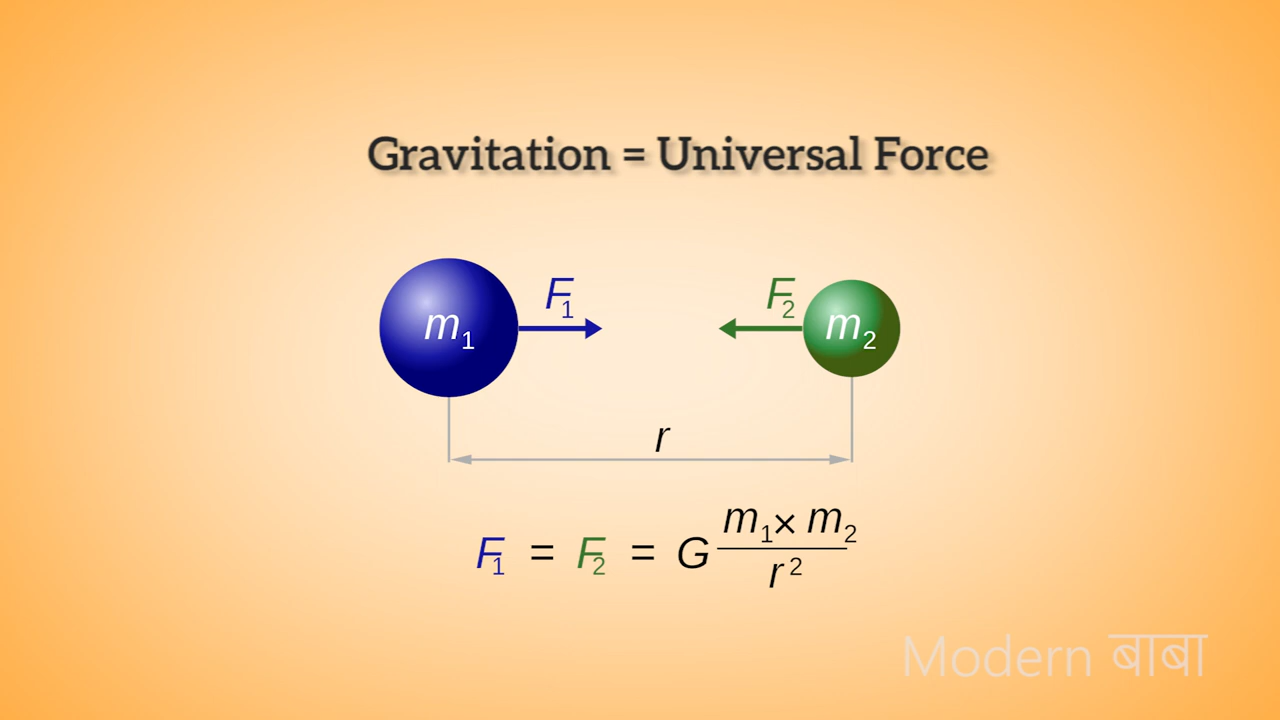 Gravitation = Universal Force
F₁ F₂
m₁ m₂
r
F₁ = F₂ = G (m₁ × m₂) / r²
Modern बाबा